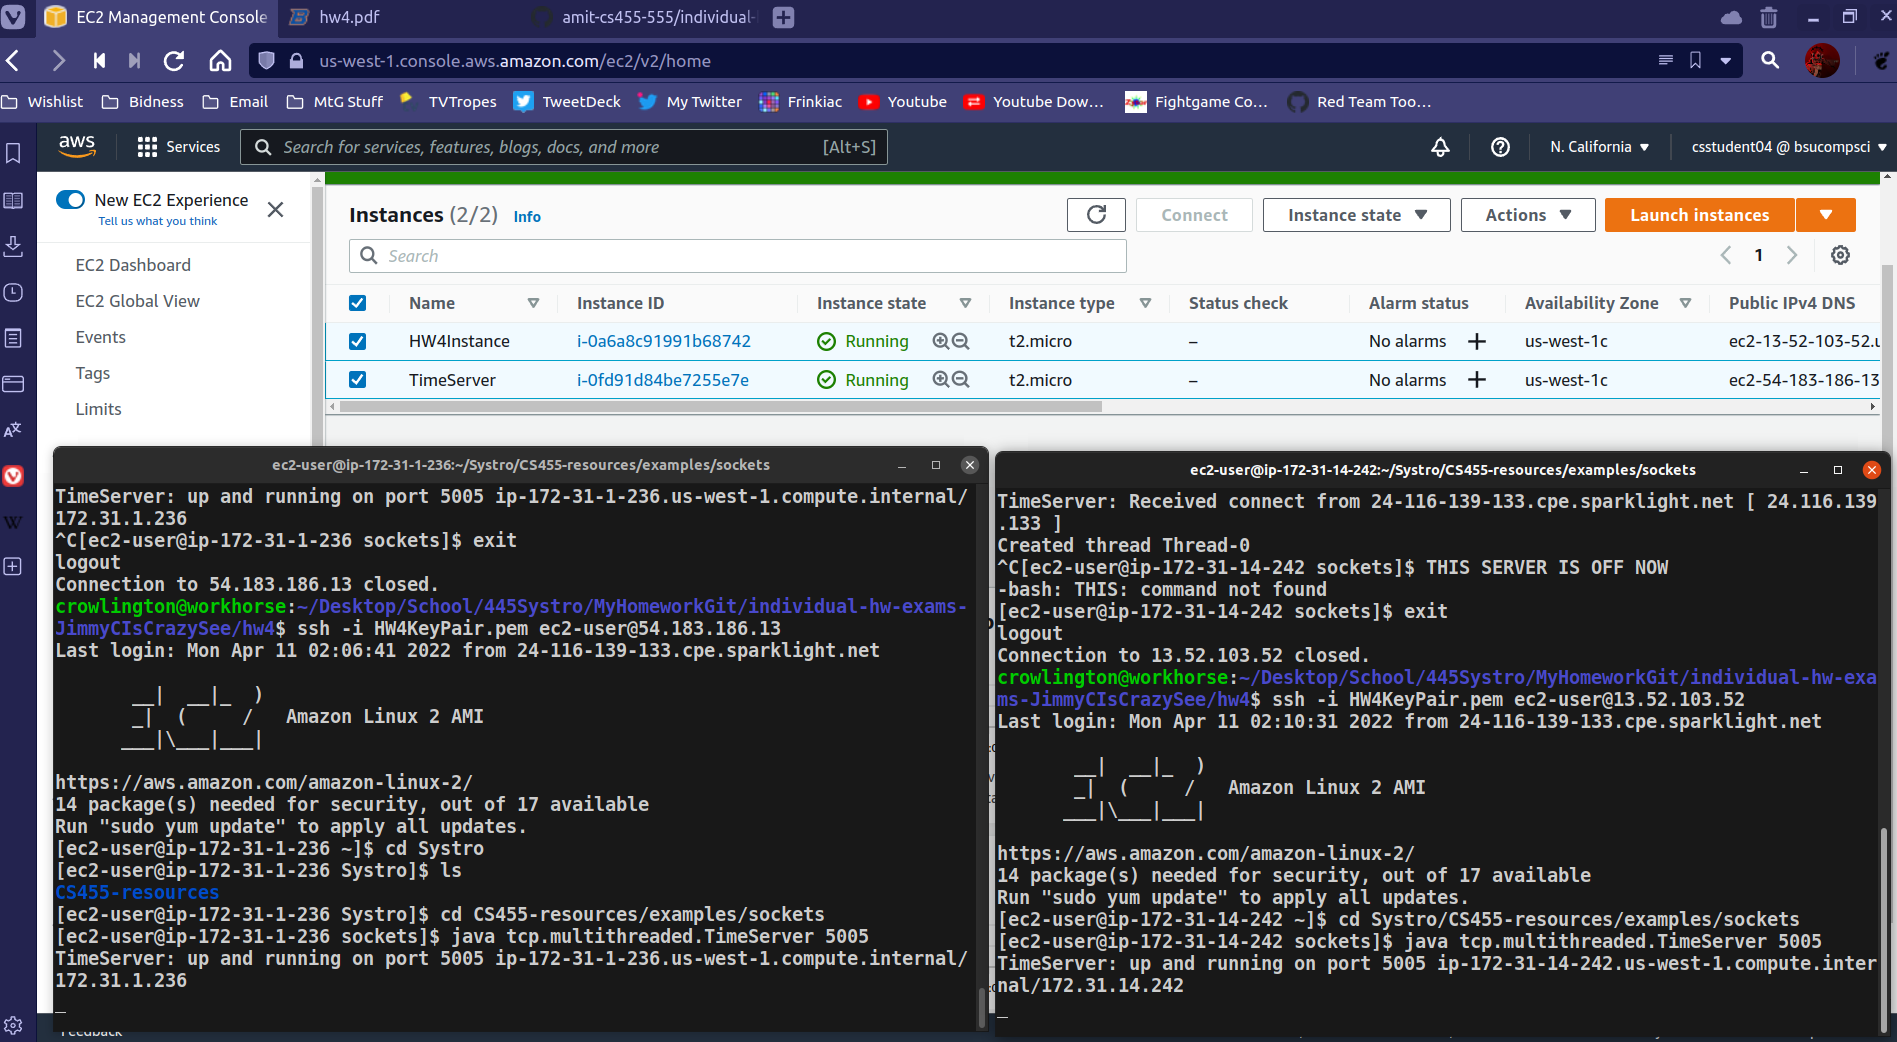 EC2 Management Console
hw4.pdf
amit-cs455-555/individual-
us-west-1.console.aws.amazon.com/ec2/v2/home
Wishlist
Bidness
Email
MtG Stuff
TVTropes
TweetDeck
My Twitter
Frinkiac
Youtube
Youtube Dow...
Fightgame Co...
Red Team Too...
aws
Services
Search for services, features, blogs, docs, and more
[Alt+S]
N. California
csstudent04 @ bsucompsci
New EC2 Experience
Tell us what you think
EC2 Dashboard
EC2 Global View
Events
Tags
Limits
Instances (2/2) Info
Connect
Instance state
Actions
Launch instances
Search
1
Name Instance ID Instance state Instance type Status check Alarm status Availability Zone Public IPv4 DNS
HW4Instance i-0a6a8c91991b68742 Running t2.micro – No alarms + us-west-1c ec2-13-52-103-52.u
TimeServer i-0fd91d84be7255e7e Running t2.micro – No alarms + us-west-1c ec2-54-183-186-13
ec2-user@ip-172-31-1-236:~/Systro/CS455-resources/examples/sockets
TimeServer: up and running on port 5005 ip-172-31-1-236.us-west-1.compute.internal/
172.31.1.236
^C[ec2-user@ip-172-31-1-236 sockets]$ exit
logout
Connection to 54.183.186.13 closed.
crowlington@workhorse:~/Desktop/School/445Systro/MyHomeworkGit/individual-hw-exams-
JimmyCIsCrazySee/hw4$ ssh -i HW4KeyPair.pem ec2-user@54.183.186.13
Last login: Mon Apr 11 02:06:41 2022 from 24-116-139-133.cpe.sparklight.net
       __|  __|_  )
       _|  (     /   Amazon Linux 2 AMI
      ___|\___|___|
https://aws.amazon.com/amazon-linux-2/
14 package(s) needed for security, out of 17 available
Run "sudo yum update" to apply all updates.
[ec2-user@ip-172-31-1-236 ~]$ cd Systro
[ec2-user@ip-172-31-1-236 Systro]$ ls
CS455-resources
[ec2-user@ip-172-31-1-236 Systro]$ cd CS455-resources/examples/sockets
[ec2-user@ip-172-31-1-236 sockets]$ java tcp.multithreaded.TimeServer 5005
TimeServer: up and running on port 5005 ip-172-31-1-236.us-west-1.compute.internal/
172.31.1.236
Feedback
ec2-user@ip-172-31-14-242:~/Systro/CS455-resources/examples/sockets
TimeServer: Received connect from 24-116-139-133.cpe.sparklight.net [ 24.116.139
.133 ]
Created thread Thread-0
^C[ec2-user@ip-172-31-14-242 sockets]$ THIS SERVER IS OFF NOW
-bash: THIS: command not found
[ec2-user@ip-172-31-14-242 sockets]$ exit
logout
Connection to 13.52.103.52 closed.
crowlington@workhorse:~/Desktop/School/445Systro/MyHomeworkGit/individual-hw-exa
ms-JimmyCIsCrazySee/hw4$ ssh -i HW4KeyPair.pem ec2-user@13.52.103.52
Last login: Mon Apr 11 02:10:31 2022 from 24-116-139-133.cpe.sparklight.net
       __|  __|_  )
       _|  (     /   Amazon Linux 2 AMI
      ___|\___|___|
https://aws.amazon.com/amazon-linux-2/
14 package(s) needed for security, out of 17 available
Run "sudo yum update" to apply all updates.
[ec2-user@ip-172-31-14-242 ~]$ cd Systro/CS455-resources/examples/sockets
[ec2-user@ip-172-31-14-242 sockets]$ java tcp.multithreaded.TimeServer 5005
TimeServer: up and running on port 5005 ip-172-31-14-242.us-west-1.compute.inter
nal/172.31.14.242